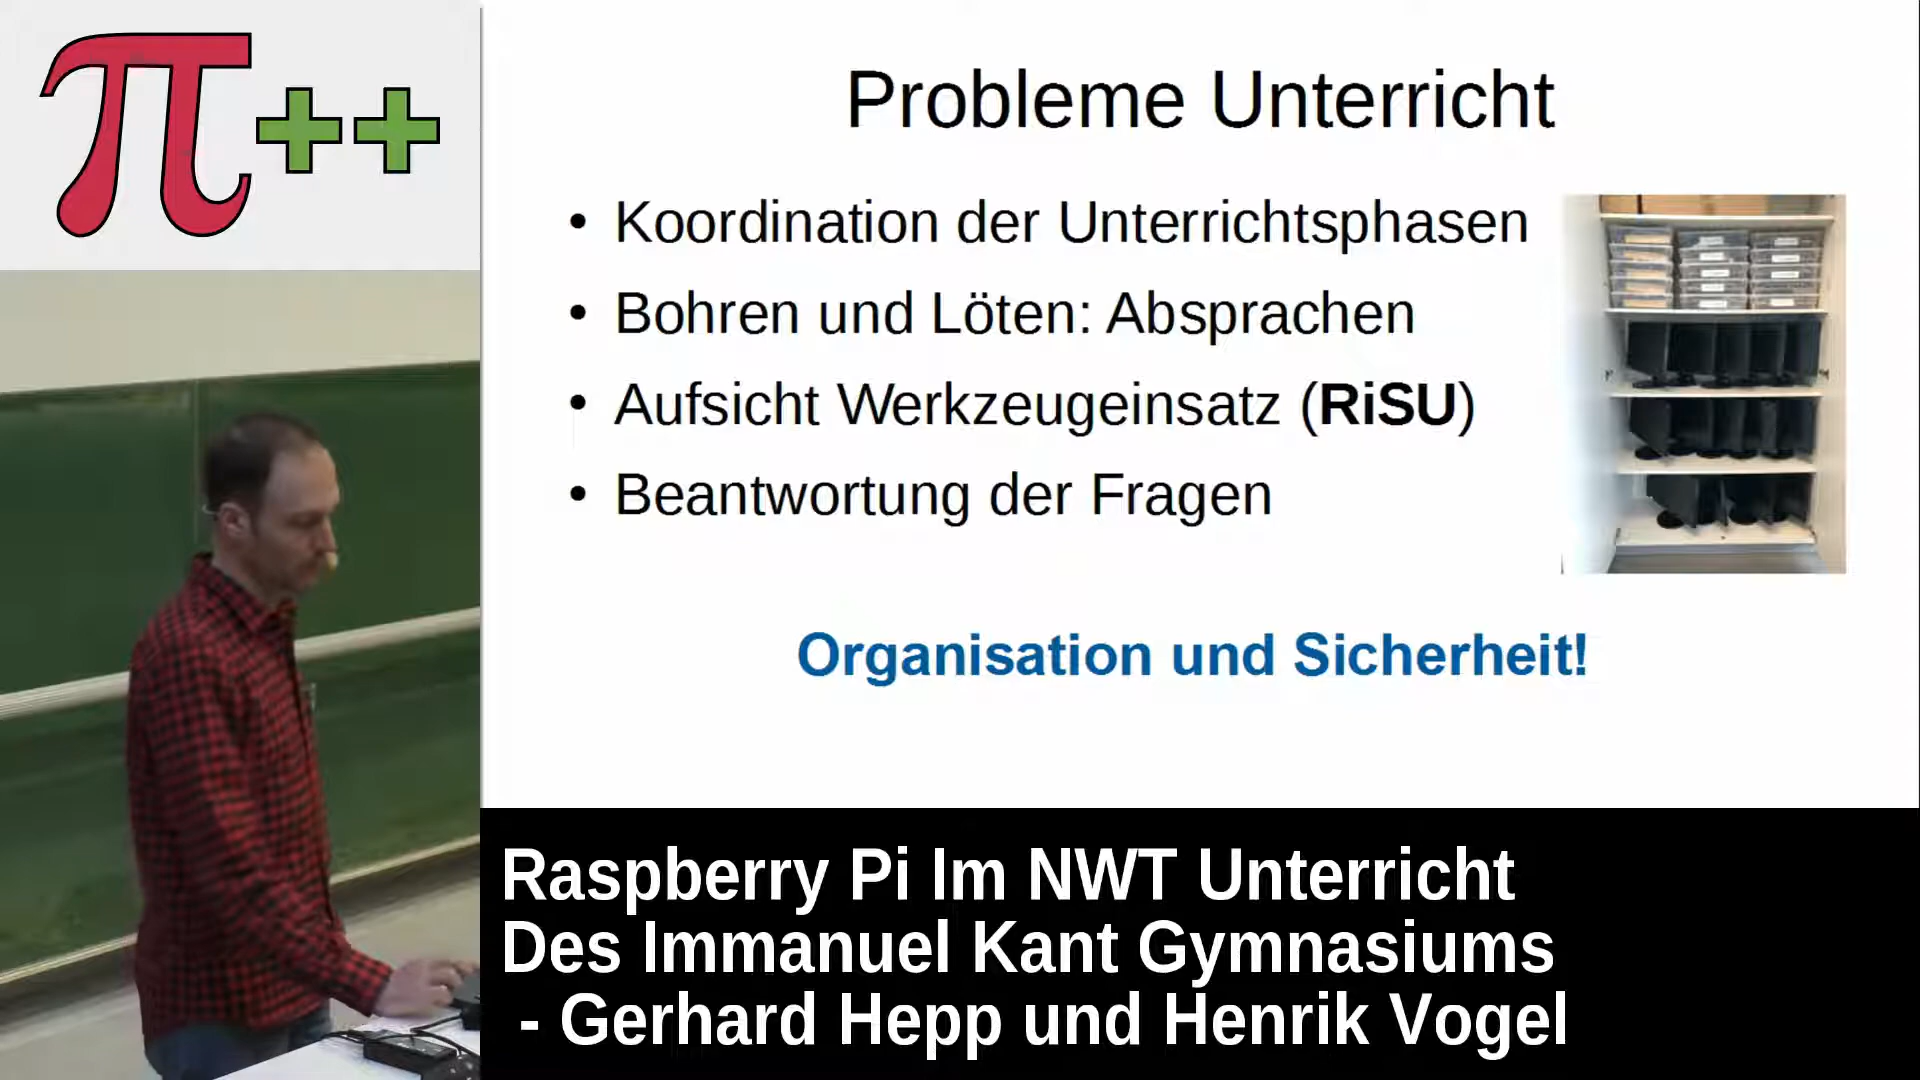 π++
Probleme Unterricht
• Koordination der Unterrichtsphasen
• Bohren und Löten: Absprachen
• Aufsicht Werkzeugeinsatz (RiSU)
• Beantwortung der Fragen
Organisation und Sicherheit!
Raspberry Pi Im NWT Unterricht
Des Immanuel Kant Gymnasiums
- Gerhard Hepp und Henrik Vogel